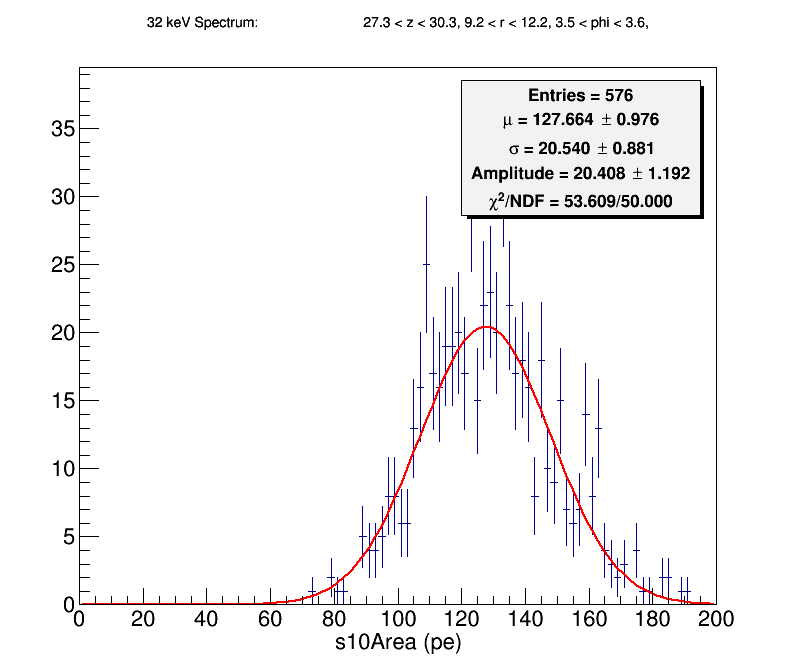 32 keV Spectrum: 27.3 < z < 30.3, 9.2 < r < 12.2, 3.5 < phi < 3.6,
Entries = 576
μ = 127.664 ± 0.976
σ = 20.540 ± 0.881
Amplitude = 20.408 ± 1.192
χ²/NDF = 53.609/50.000
35
30
25
20
15
10
5
0
0 20 40 60 80 100 120 140 160 180 200
s10Area (pe)